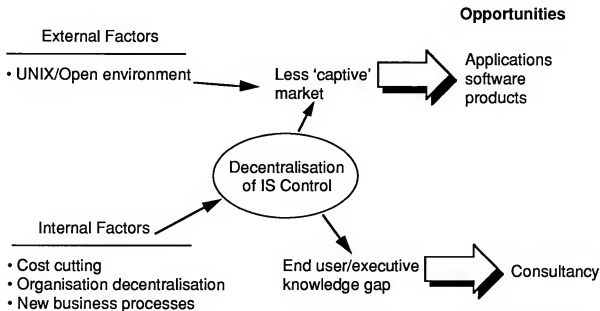 Opportunities
External Factors
• UNIX/Open environment
Less 'captive'
market
Applications
software
products
Decentralisation
of IS Control
Internal Factors
• Cost cutting
• Organisation decentralisation
• New business processes
End user/executive
knowledge gap
Consultancy